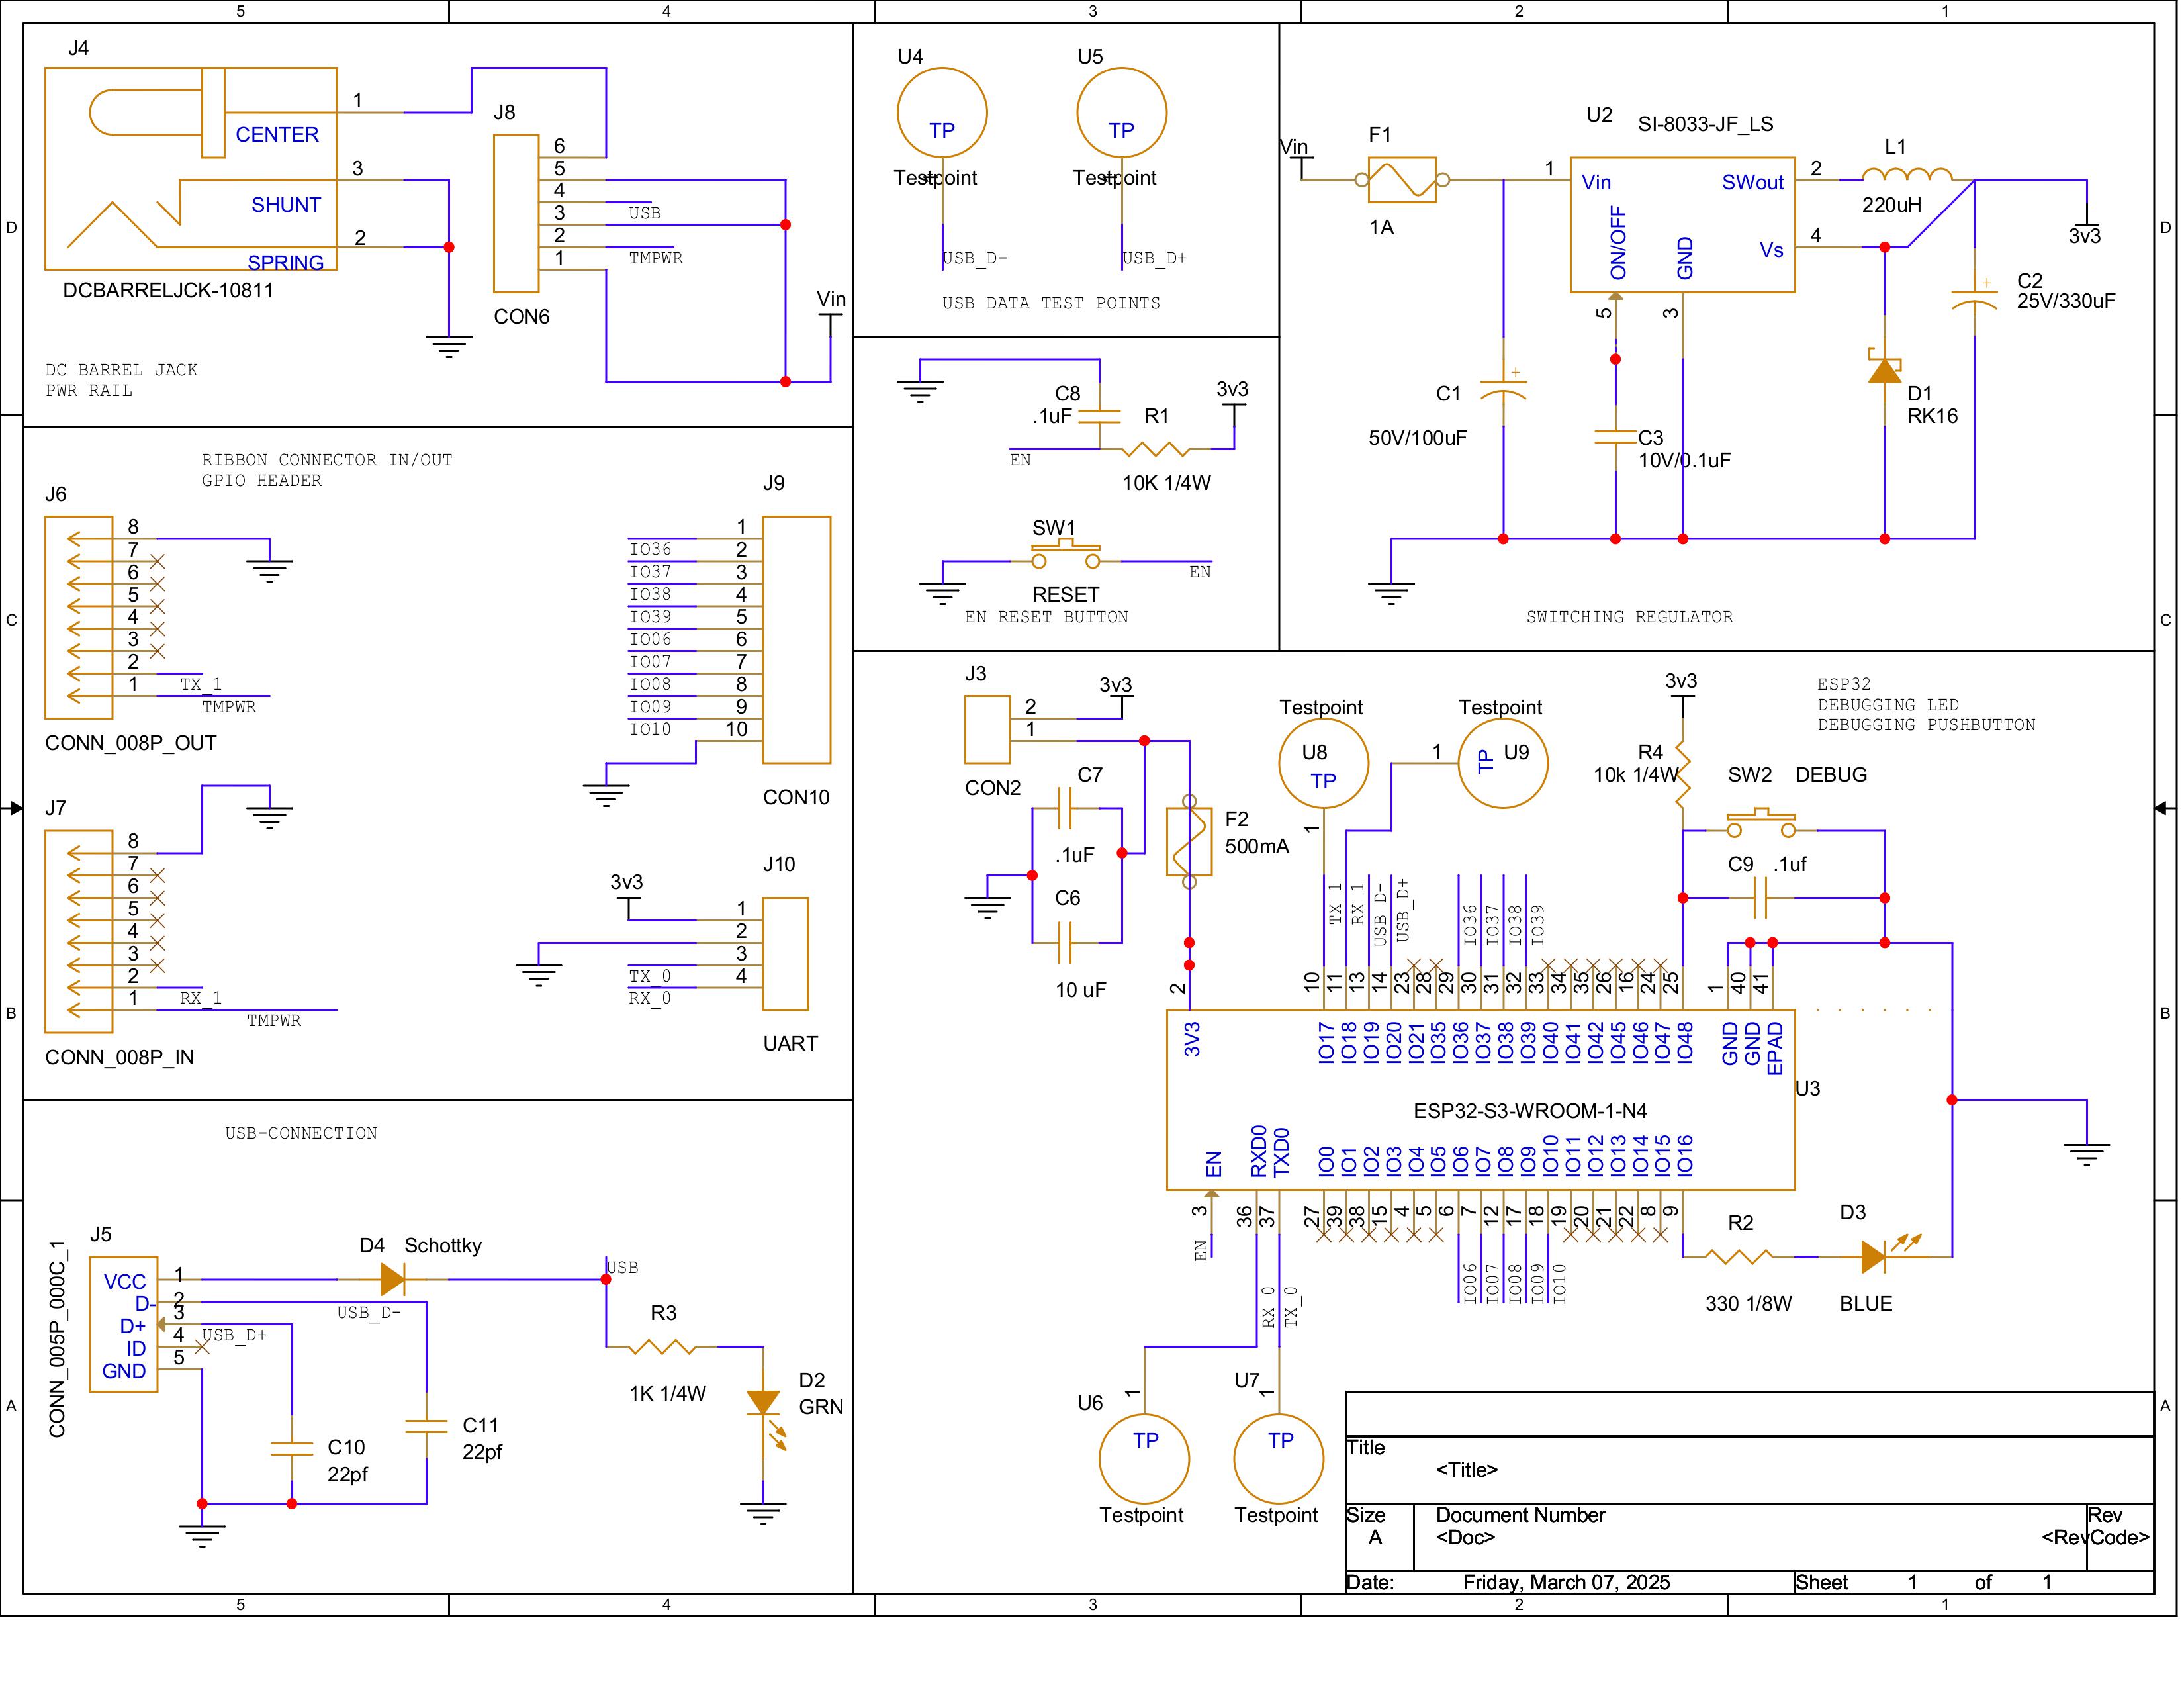 5 4 3 2 1
D
C
B
A
J4
1
CENTER
3
SHUNT
2
SPRING
DCBARRELJCK-10811
DC BARREL JACK
PWR RAIL
J8
6
5
4
USB
3
2
TMPWR
1
CON6
Vin
U4
TP
Testpoint
USB_D-
U5
TP
Testpoint
USB_D+
USB DATA TEST POINTS
C8
.1uF
R1
3v3
EN
10K 1/4W
SW1
EN
RESET
EN RESET BUTTON
Vin
F1
1A
U2
SI-8033-JF_LS
1
Vin
SWout
2
L1
220uH
ON/OFF
GND
Vs
4
3v3
5
3
C2
25V/330uF
C1
50V/100uF
C3
10V/0.1uF
D1
RK16
SWITCHING REGULATOR
D
C
B
A
RIBBON CONNECTOR IN/OUT
GPIO HEADER
J6
8
7
6
5
4
3
2
TX_1
1
TMPWR
CONN_008P_OUT
J7
8
7
6
5
4
3
2
RX_1
1
TMPWR
CONN_008P_IN
J9
1
IO36
2
IO37
3
IO38
4
IO39
5
IO06
6
IO07
7
IO08
8
IO09
9
IO10
10
CON10
J10
3v3
1
2
3
TX_0
4
RX_0
UART
USB-CONNECTION
J5
CONN_005P_000C_1
VCC 1
D- 2
D+ 3
ID 4
GND 5
D4 Schottky
USB
USB_D-
USB_D+
R3
1K 1/4W
D2
GRN
C11
22pf
C10
22pf
J3
3v3
2
1
CON2
C7
.1uF
C6
10 uF
F2
500mA
Testpoint
U8
TP
1
Testpoint
1
TP
U9
3v3
R4
10k 1/4W
SW2 DEBUG
C9 .1uf
ESP32
DEBUGGING LED
DEBUGGING PUSHBUTTON
TX_1 RX_1 USB_D- USB_D+ IO36 IO37 IO38 IO39
2 10 11 13 14 23 28 29 30 31 32 33 34 35 26 16 24 25 1 40 41
3V3 IO17 IO18 IO19 IO20 IO21 IO35 IO36 IO37 IO38 IO39 IO40 IO41 IO42 IO45 IO46 IO47 IO48 GND GND EPAD
U3
ESP32-S3-WROOM-1-N4
EN RXD0 TXD0 IO0 IO1 IO2 IO3 IO4 IO5 IO6 IO7 IO8 IO9 IO10 IO11 IO12 IO13 IO14 IO15 IO16
3 36 37 27 39 38 15 4 5 6 7 12 17 18 19 20 21 22 8 9
EN RX_0 TX_0 IO06 IO07 IO08 IO09 IO10
R2
330 1/8W
D3
BLUE
U6
1
TP
Testpoint
U7
1
TP
Testpoint
Title
<Title>
Size
A
Document Number
<Doc>
Rev
<RevCode>
Date: Friday, March 07, 2025 Sheet 1 of 1
5 4 3 2 1